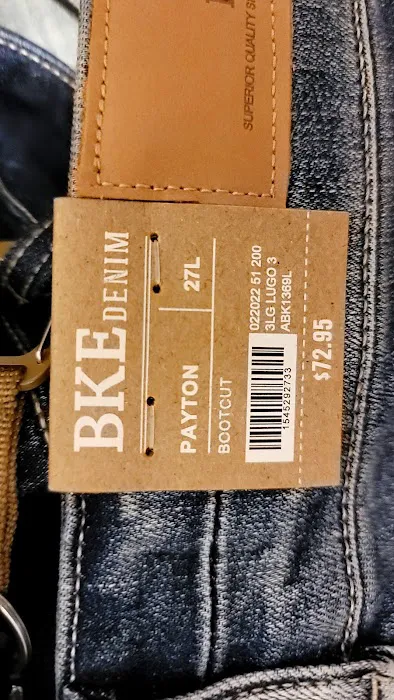 SUPERIOR QUALITY
BKE DENIM
PAYTON 27L
BOOTCUT
022022 51 200
3LG LUGO 3
ABK1369L
1545292733
$72.95